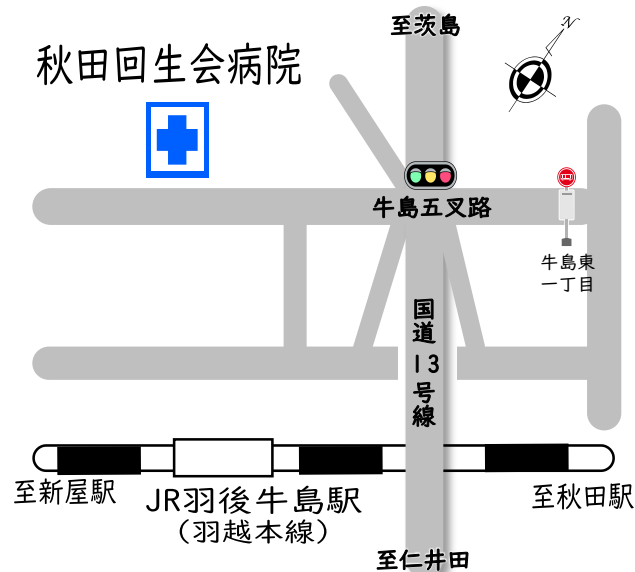 至茨島
N
秋田回生会病院
牛島五叉路
牛島東
一丁目
国道13号線
至新屋駅
JR羽後牛島駅
(羽越本線)
至秋田駅
至仁井田